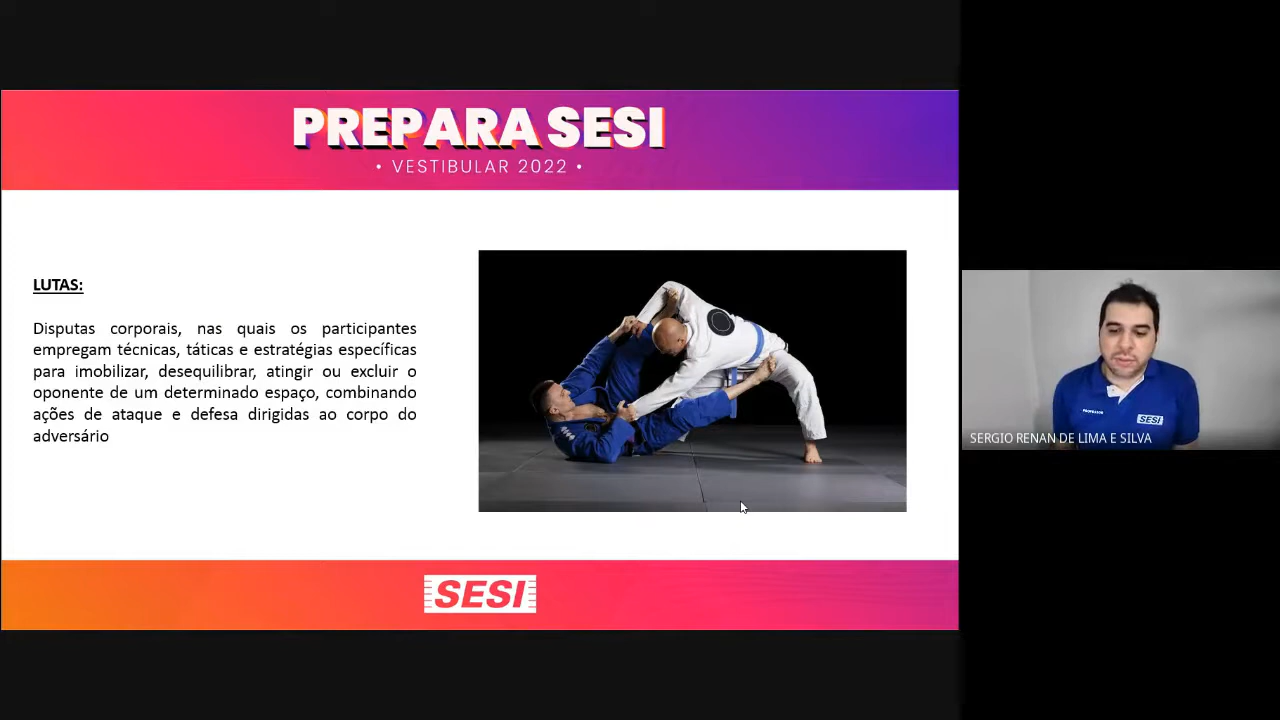 PREPARA SESI
• VESTIBULAR 2022 •
LUTAS:
Disputas corporais, nas quais os participantes
empregam técnicas, táticas e estratégias específicas
para imobilizar, desequilibrar, atingir ou excluir o
oponente de um determinado espaço, combinando
ações de ataque e defesa dirigidas ao corpo do
adversário
PROFESSOR
SESI
SERGIO RENAN DE LIMA E SILVA
SESI